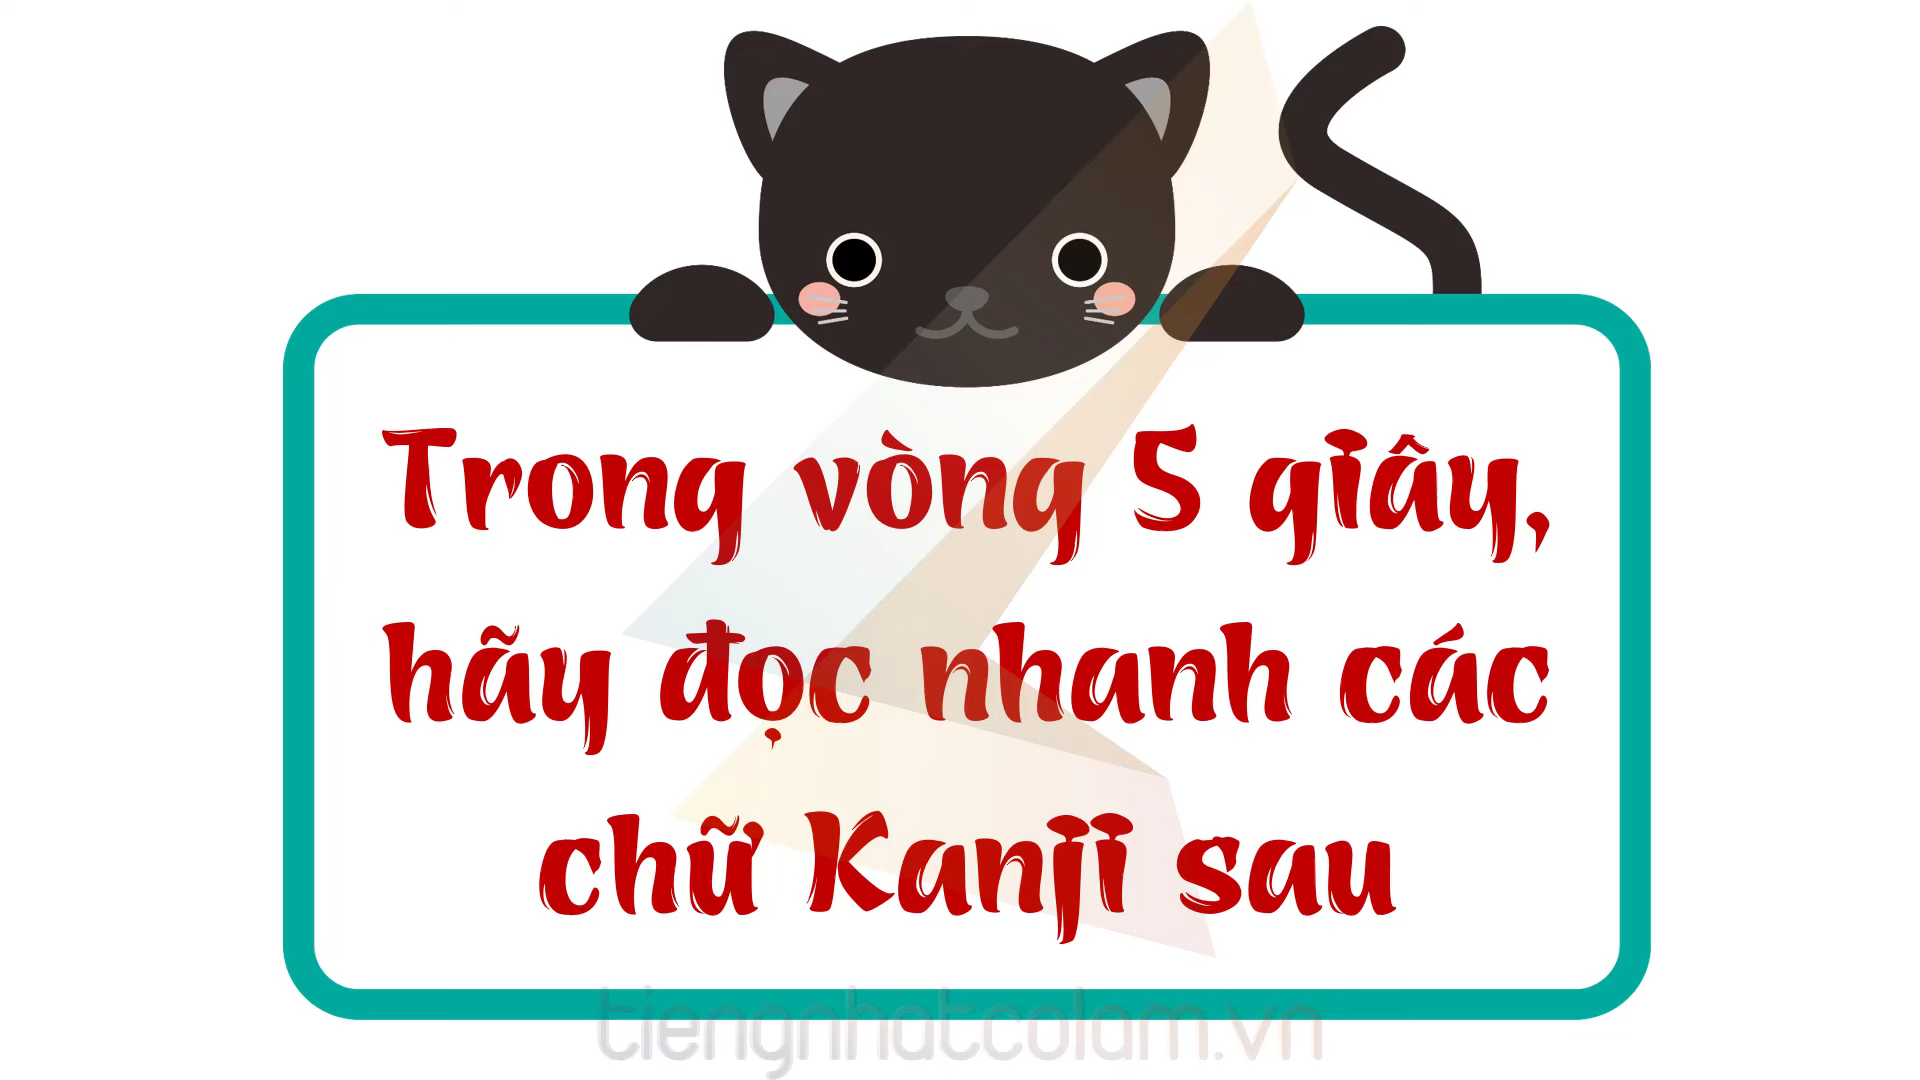 Trong vòng 5 giây,
hãy đọc nhanh các
chữ Kanji sau
tiengnhatcolam.vn